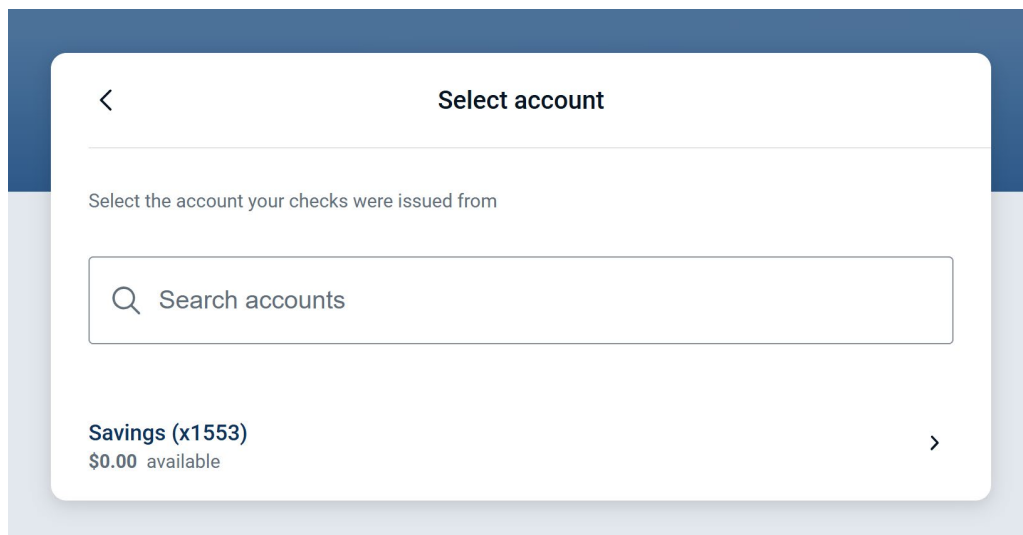 Select account
Select the account your checks were issued from
Search accounts
Savings (x1553)
$0.00 available